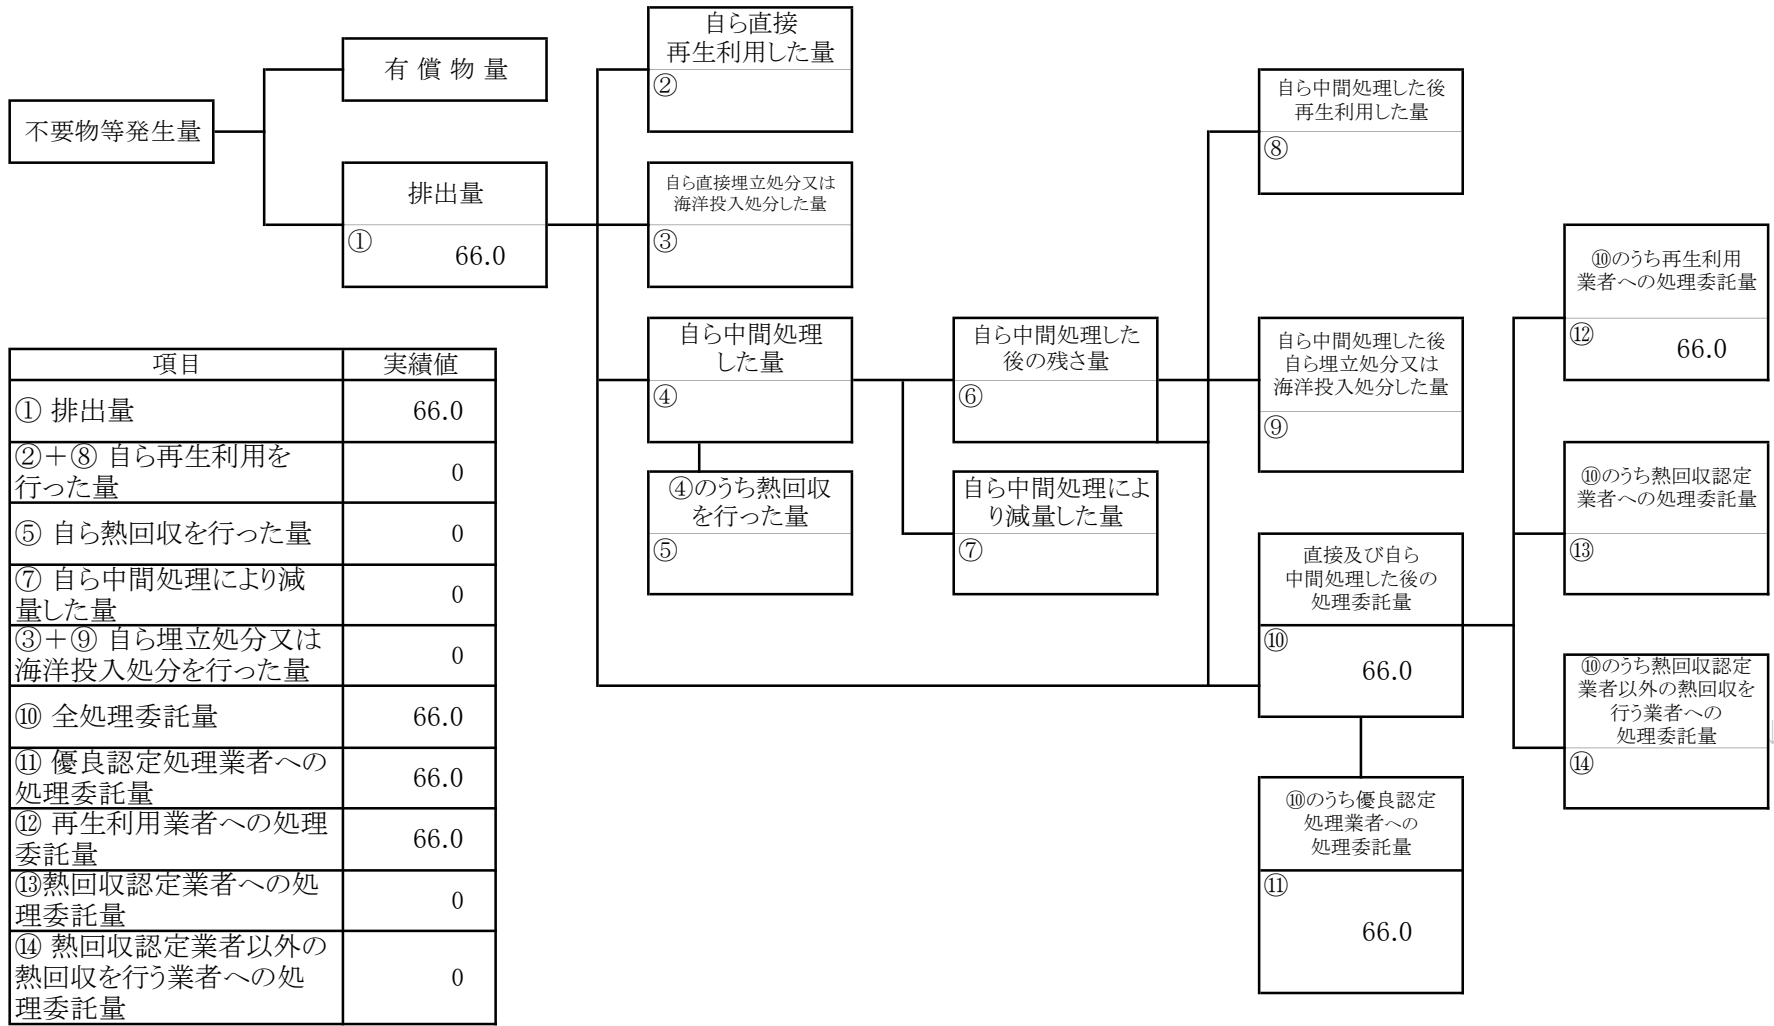 不要物等発生量
有 償 物 量
排出量
①
66.0
自ら直接
再生利用した量
②
自ら直接埋立処分又は
海洋投入処分した量
③
自ら中間処理
した量
④
④のうち熱回収
を行った量
⑤
自ら中間処理した
後の残さ量
⑥
自ら中間処理によ
り減量した量
⑦
自ら中間処理した後
再生利用した量
⑧
自ら中間処理した後
自ら埋立処分又は
海洋投入処分した量
⑨
直接及び自ら
中間処理した後の
処理委託量
⑩
66.0
⑩のうち優良認定
処理業者への
処理委託量
⑪
66.0
⑩のうち再生利用
業者への処理委託量
⑫
66.0
⑩のうち熱回収認定
業者への処理委託量
⑬
⑩のうち熱回収認定
業者以外の熱回収を
行う業者への
処理委託量
⑭
項目 実績値
① 排出量 66.0
②＋⑧ 自ら再生利用を
行った量 0
⑤ 自ら熱回収を行った量 0
⑦ 自ら中間処理により減
量した量 0
③＋⑨ 自ら埋立処分又は
海洋投入処分を行った量 0
⑩ 全処理委託量 66.0
⑪ 優良認定処理業者への
処理委託量 66.0
⑫ 再生利用業者への処理
委託量 66.0
⑬熱回収認定業者への処
理委託量 0
⑭ 熱回収認定業者以外の
熱回収を行う業者への処
理委託量 0